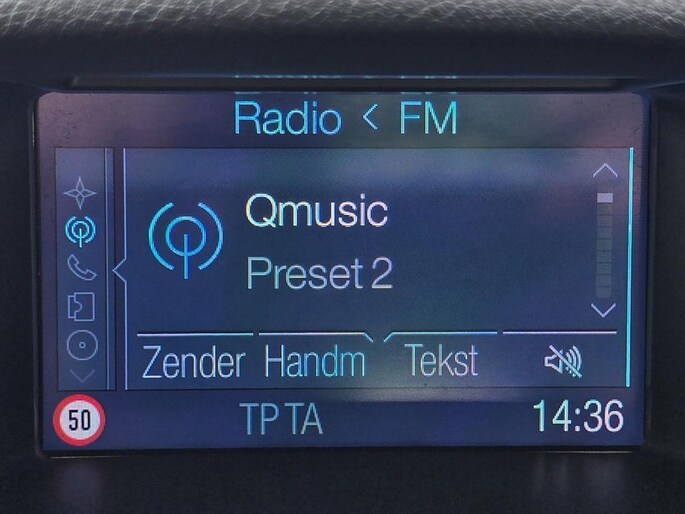 Radio < FM
Qmusic
Preset 2
Zender Handm Tekst
50 TP TA 14:36